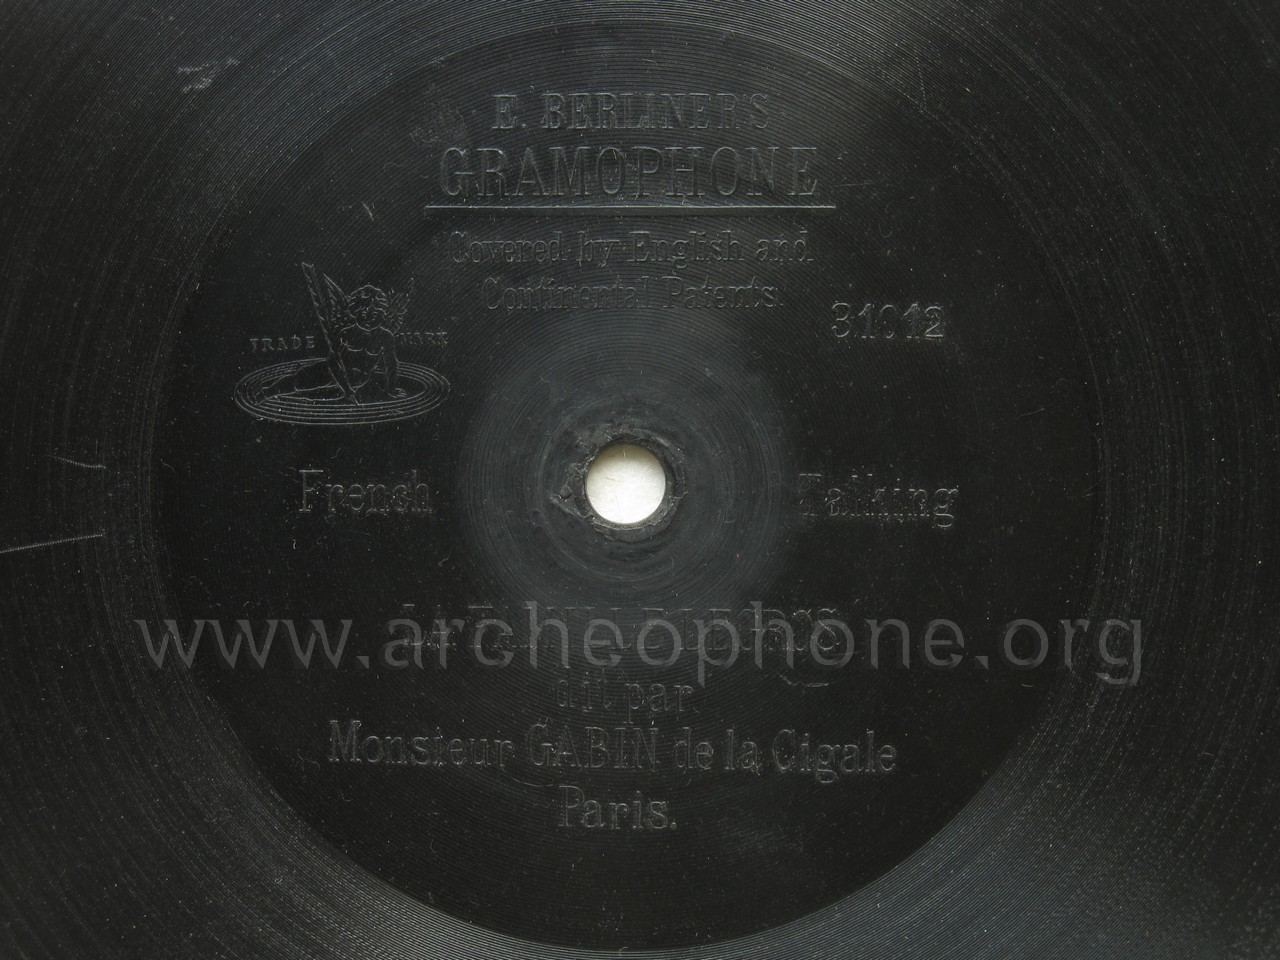 E. BERLINER'S
GRAMOPHONE
Covered by English and
Continental Patents.
31012
TRADE MARK
French Talking
www.archeophone.org
dit par
Monsieur GABIN de la Cigale
Paris.